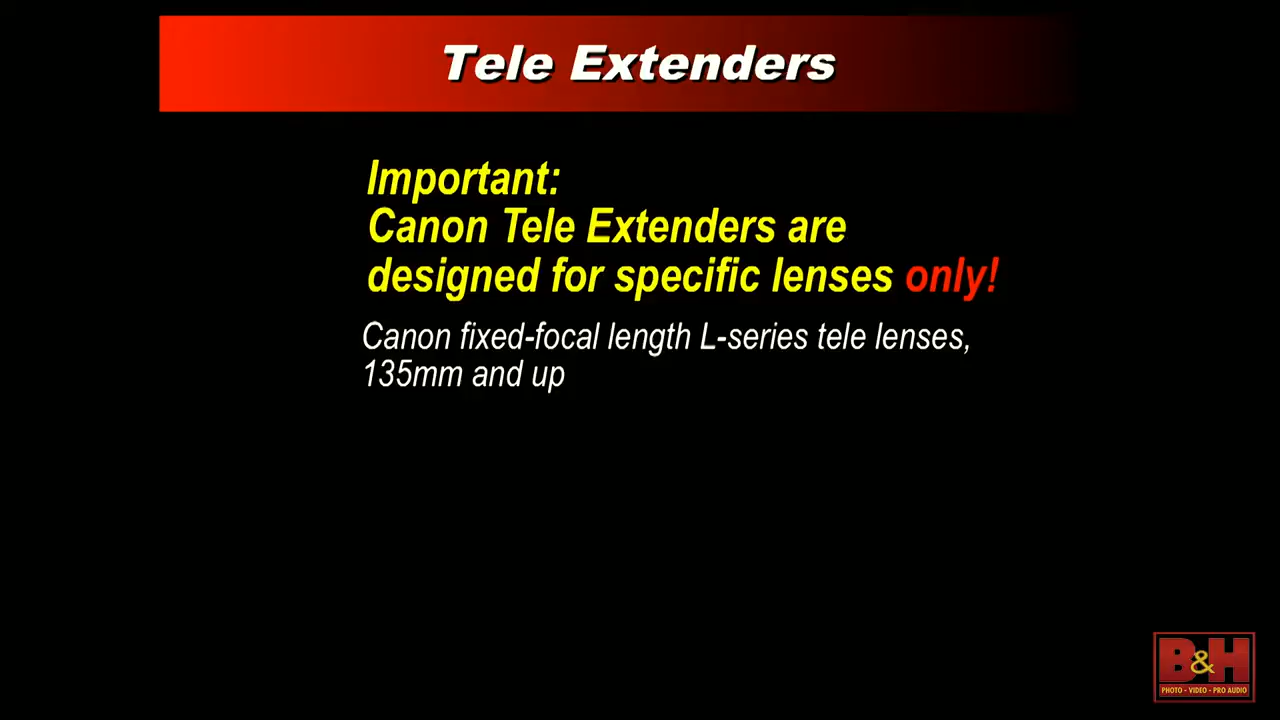 Tele Extenders
Important:
Canon Tele Extenders are
designed for specific lenses only!
Canon fixed-focal length L-series tele lenses,
135mm and up
B&H
PHOTO - VIDEO - PRO AUDIO